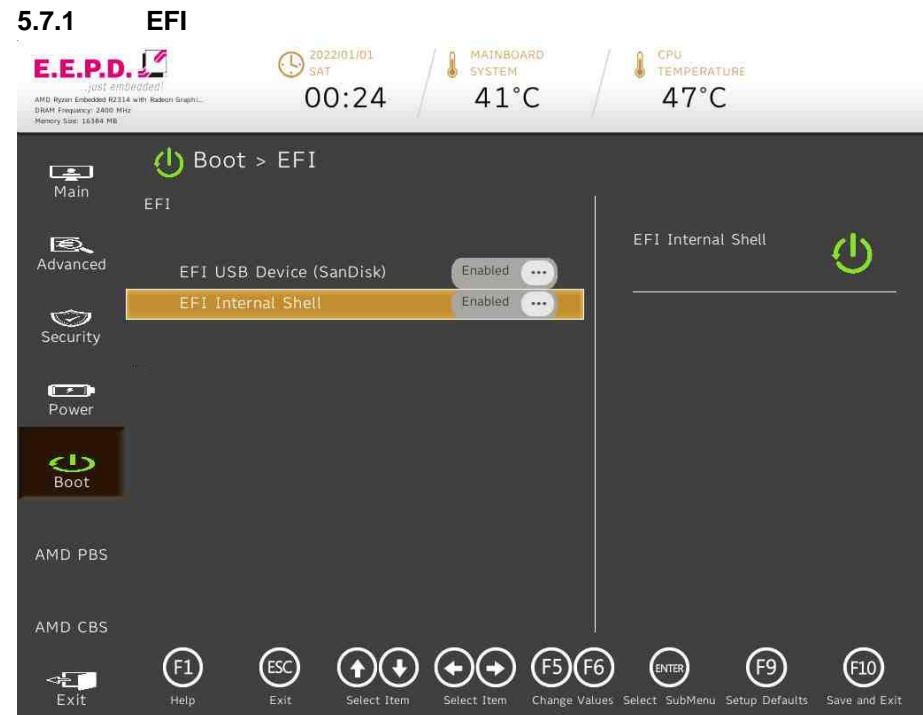 5.7.1 EFI
E.E.P.D.
..just embedded!
AMD Ryzen Embedded R2314 with Radeon Graphi...
DRAM Frequency: 2400 MHz
Memory Size: 16384 MB
2022/01/01
SAT
00:24
MAINBOARD
SYSTEM
41°C
CPU
TEMPERATURE
47°C
Main
Advanced
Security
Power
Boot
AMD PBS
AMD CBS
Exit
Boot > EFI
EFI
EFI USB Device (SanDisk) Enabled ...
EFI Internal Shell Enabled ...
EFI Internal Shell
F1 ESC F5 F6 ENTER F9 F10
Help Exit Select Item Select Item Change Values Select SubMenu Setup Defaults Save and Exit